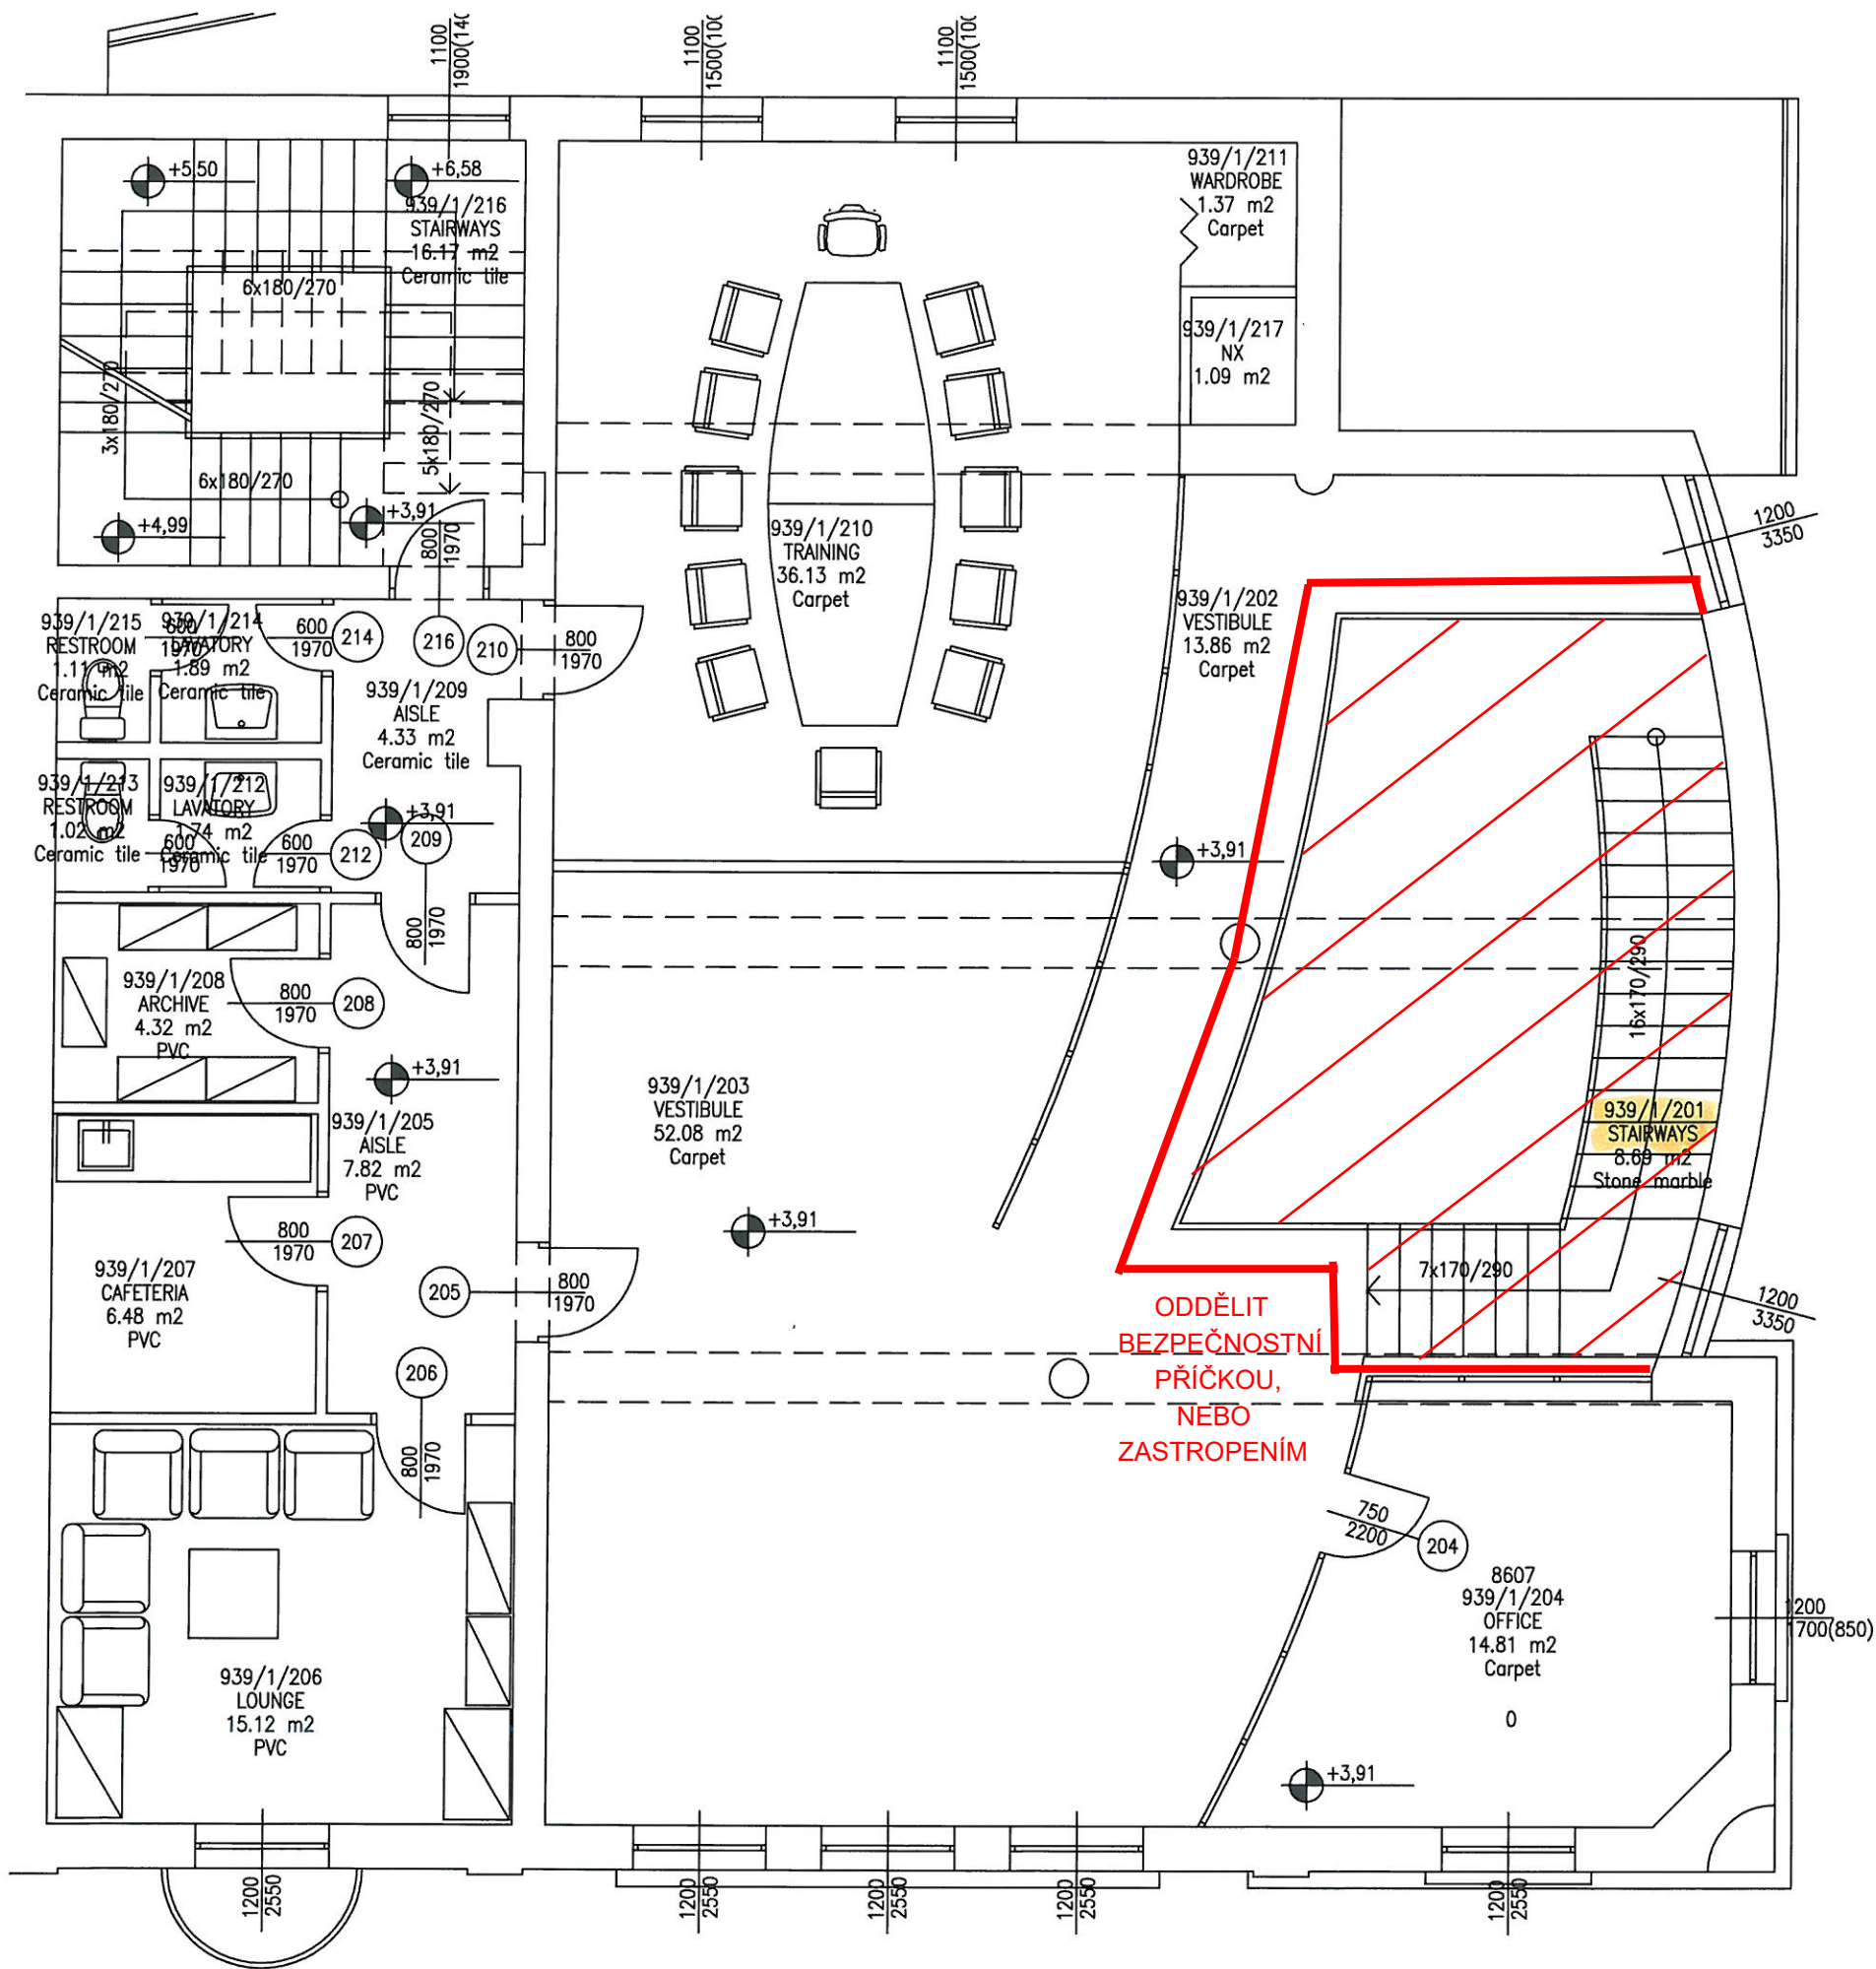 1100
1900(140
1100
1500(100
1100
1500(100
+5,50
+6,58
939/1/216
STAIRWAYS
16.17 m2
Ceramic tile
6x180/270
3x180/270
5x180/270
6x180/270
+4,99
+3,91
800
1970
939/1/211
WARDROBE
1.37 m2
Carpet
939/1/217
NX
1.09 m2
939/1/210
TRAINING
36.13 m2
Carpet
1200
3350
939/1/202
VESTIBULE
13.86 m2
Carpet
939/1/215
RESTROOM
1.11 m2
Ceramic tile
600
1970
939/1/214
LAVATORY
1.89 m2
Ceramic tile
600
1970
214
216
210
800
1970
939/1/209
AISLE
4.33 m2
Ceramic tile
939/1/213
RESTROOM
1.02 m2
Ceramic tile
600
1970
939/1/212
LAVATORY
1.74 m2
Ceramic tile
600
1970
212
+3,91
209
800
1970
+3,91
939/1/208
ARCHIVE
4.32 m2
PVC
800
1970
208
+3,91
16x170/290
939/1/203
VESTIBULE
52.08 m2
Carpet
+3,91
939/1/205
AISLE
7.82 m2
PVC
939/1/201
STAIRWAYS
8.69 m2
Stone marble
800
1970
207
939/1/207
CAFETERIA
6.48 m2
PVC
205
800
1970
7x170/290
1200
3350
ODDĚLIT
BEZPEČNOSTNÍ
PŘÍČKOU,
NEBO
ZASTROPENÍM
206
800
1970
750
2200
204
8607
939/1/204
OFFICE
14.81 m2
Carpet
0
1200
700(850)
939/1/206
LOUNGE
15.12 m2
PVC
+3,91
1200
2550
1200
2550
1200
2550
1200
2550
1200
2550